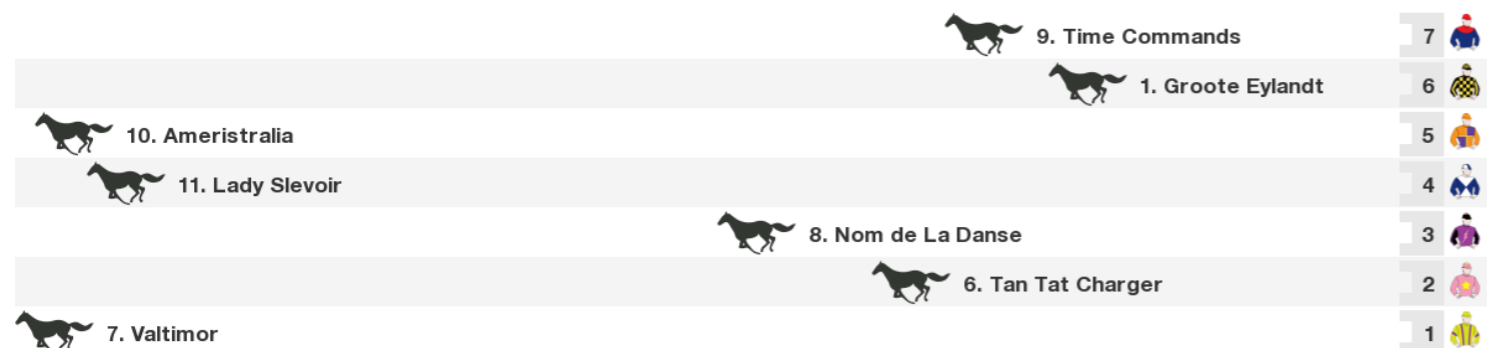 9. Time Commands 7
1. Groote Eylandt 6
10. Ameristralia 5
11. Lady Slevoir 4
8. Nom de La Danse 3
6. Tan Tat Charger 2
7. Valtimor 1